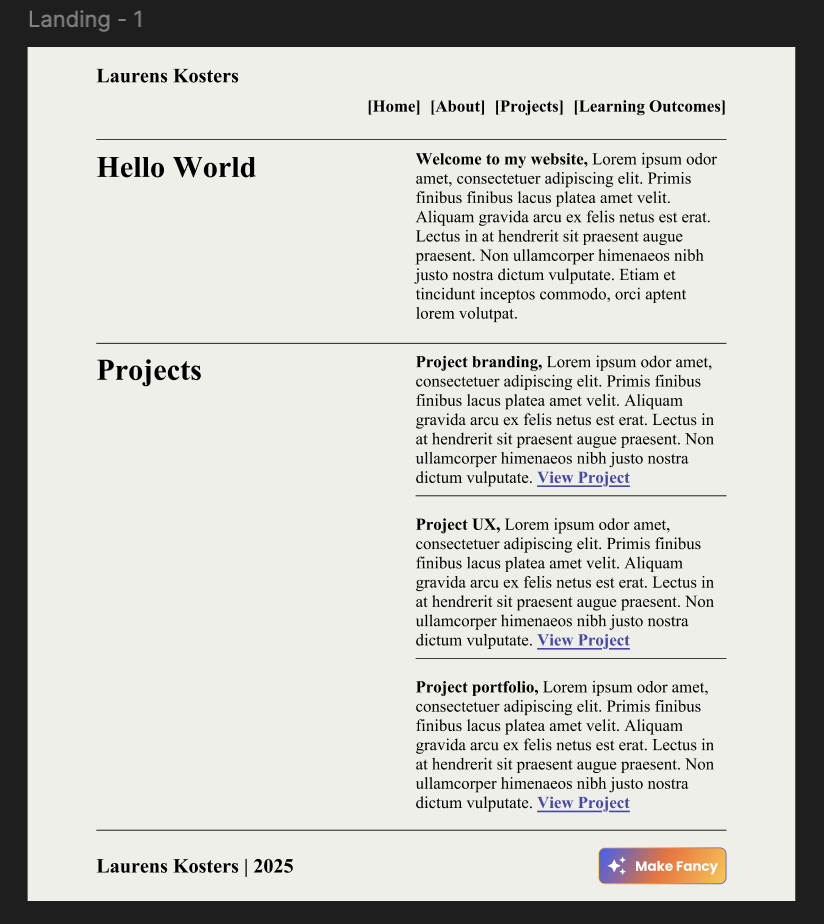 Landing - 1
Laurens Kosters
[Home] [About] [Projects] [Learning Outcomes]
Hello World
Welcome to my website, Lorem ipsum odor
amet, consectetuer adipiscing elit. Primis
finibus finibus lacus platea amet velit.
Aliquam gravida arcu ex felis netus est erat.
Lectus in at hendrerit sit praesent augue
praesent. Non ullamcorper himenaeos nibh
justo nostra dictum vulputate. Etiam et
tincidunt inceptos commodo, orci aptent
lorem volutpat.
Projects
Project branding, Lorem ipsum odor amet,
consectetuer adipiscing elit. Primis finibus
finibus lacus platea amet velit. Aliquam
gravida arcu ex felis netus est erat. Lectus in
at hendrerit sit praesent augue praesent. Non
ullamcorper himenaeos nibh justo nostra
dictum vulputate. View Project
Project UX, Lorem ipsum odor amet,
consectetuer adipiscing elit. Primis finibus
finibus lacus platea amet velit. Aliquam
gravida arcu ex felis netus est erat. Lectus in
at hendrerit sit praesent augue praesent. Non
ullamcorper himenaeos nibh justo nostra
dictum vulputate. View Project
Project portfolio, Lorem ipsum odor amet,
consectetuer adipiscing elit. Primis finibus
finibus lacus platea amet velit. Aliquam
gravida arcu ex felis netus est erat. Lectus in
at hendrerit sit praesent augue praesent. Non
ullamcorper himenaeos nibh justo nostra
dictum vulputate. View Project
Laurens Kosters | 2025
Make Fancy